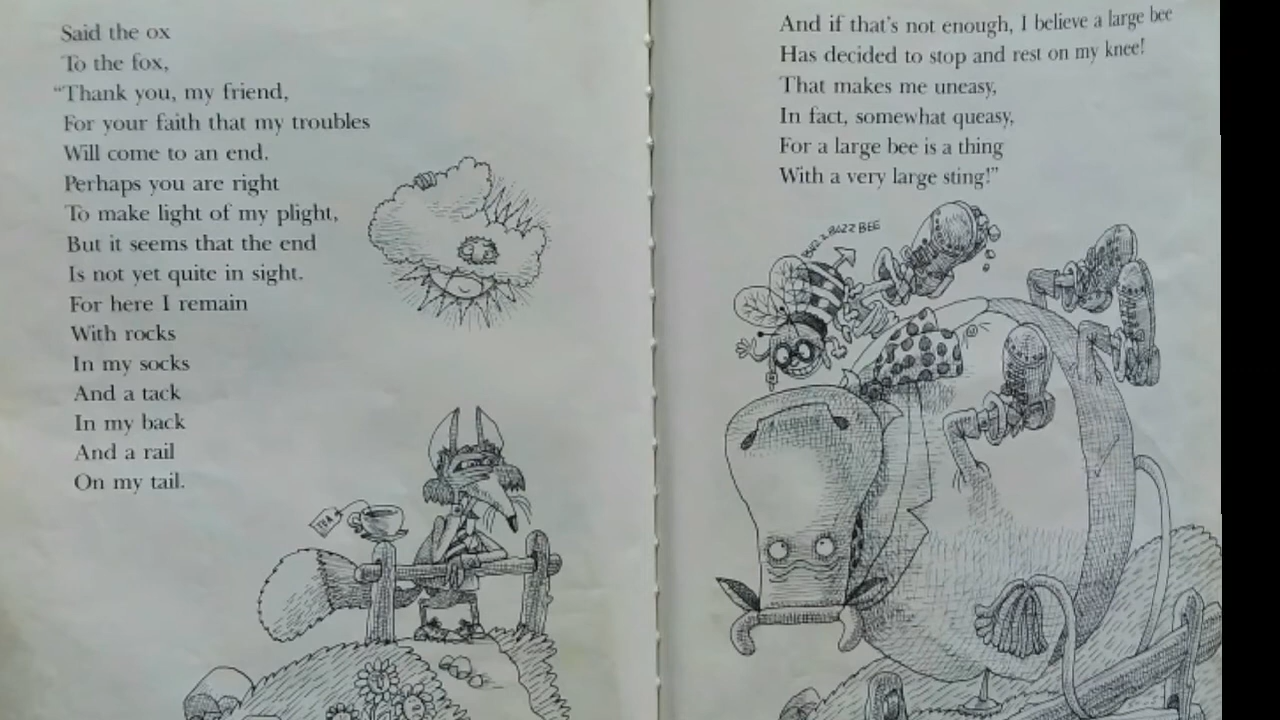 Said the ox
To the fox,
"Thank you, my friend,
For your faith that my troubles
Will come to an end.
Perhaps you are right
To make light of my plight,
But it seems that the end
Is not yet quite in sight.
For here I remain
With rocks
In my socks
And a tack
In my back
And a rail
On my tail.
TEA
And if that's not enough, I believe a large bee
Has decided to stop and rest on my knee!
That makes me uneasy,
In fact, somewhat queasy,
For a large bee is a thing
With a very large sting!"
BUZZ BUZZ BEE